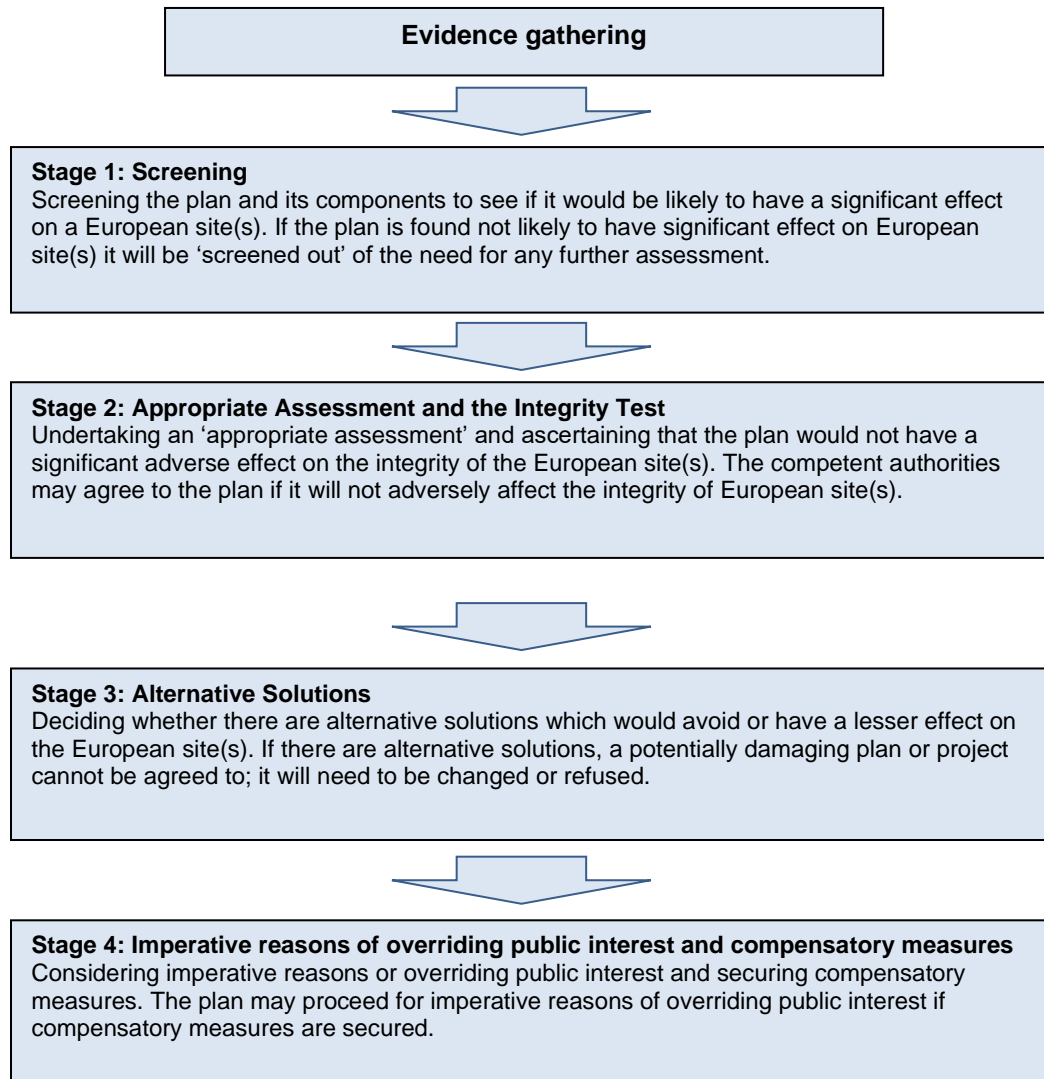 Evidence gathering
Stage 1: Screening
Screening the plan and its components to see if it would be likely to have a significant effect
on a European site(s). If the plan is found not likely to have significant effect on European
site(s) it will be ‘screened out’ of the need for any further assessment.
Stage 2: Appropriate Assessment and the Integrity Test
Undertaking an ‘appropriate assessment’ and ascertaining that the plan would not have a
significant adverse effect on the integrity of the European site(s). The competent authorities
may agree to the plan if it will not adversely affect the integrity of European site(s).
Stage 3: Alternative Solutions
Deciding whether there are alternative solutions which would avoid or have a lesser effect on
the European site(s). If there are alternative solutions, a potentially damaging plan or project
cannot be agreed to; it will need to be changed or refused.
Stage 4: Imperative reasons of overriding public interest and compensatory measures
Considering imperative reasons or overriding public interest and securing compensatory
measures. The plan may proceed for imperative reasons of overriding public interest if
compensatory measures are secured.